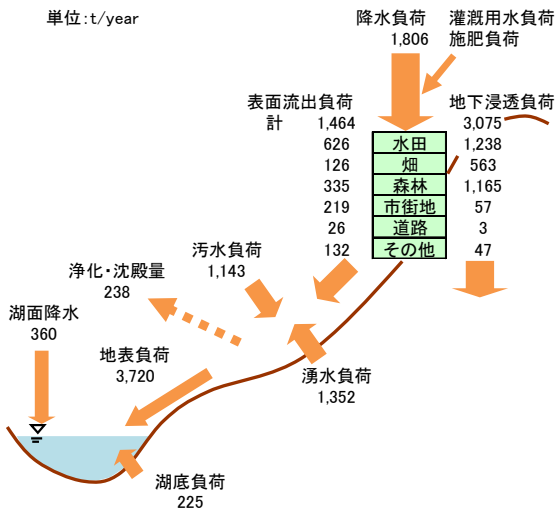 単位:t/year
降水負荷
1,806
灌漑用水負荷
施肥負荷
表面流出負荷
計 1,464
地下浸透負荷
3,075
626 水田 1,238
126 畑 563
335 森林 1,165
219 市街地 57
26 道路 3
132 その他 47
汚水負荷
1,143
浄化・沈殿量
238
湖面降水
360
地表負荷
3,720
湧水負荷
1,352
湖底負荷
225